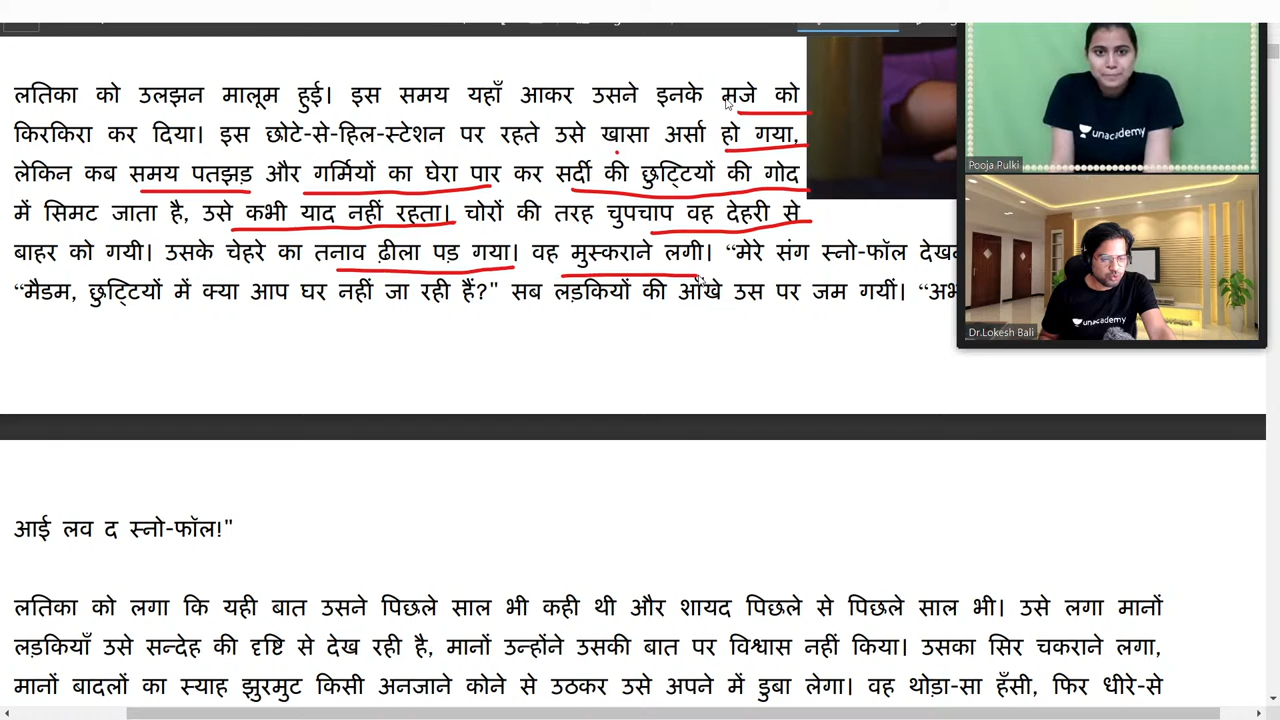 लतिका को उलझन मालूम हुई। इस समय यहाँ आकर उसने इनके मजे को
किरकिरा कर दिया। इस छोटे-से-हिल-स्टेशन पर रहते उसे खासा अर्सा हो गया,
लेकिन कब समय पतझड़ और गर्मियों का घेरा पार कर सर्दी की छुट्टियों की गोद
में सिमट जाता है, उसे कभी याद नहीं रहता। चोरों की तरह चुपचाप वह देहरी से
बाहर को गयी। उसके चेहरे का तनाव ढ़ीला पड़ गया। वह मुस्कराने लगी। “मेरे संग स्नो-फॉल
“मैडम, छुट्टियों में क्या आप घर नहीं जा रही हैं?" सब लड़कियों की आँखे उस पर जम गयीं।
unacademy
Pooja Pulki
unacademy
Dr.Lokesh Bali
आई लव द स्नो-फॉल!"
लतिका को लगा कि यही बात उसने पिछले साल भी कही थी और शायद पिछले से पिछले साल भी। उसे लगा मानों
लड़कियाँ उसे सन्देह की दृष्टि से देख रही है, मानों उन्होंने उसकी बात पर विश्वास नहीं किया। उसका सिर चकराने लगा,
मानों बादलों का स्याह झुरमुट किसी अनजाने कोने से उठकर उसे अपने में डुबा लेगा। वह थोड़ा-सा हँसी, फिर धीरे-से